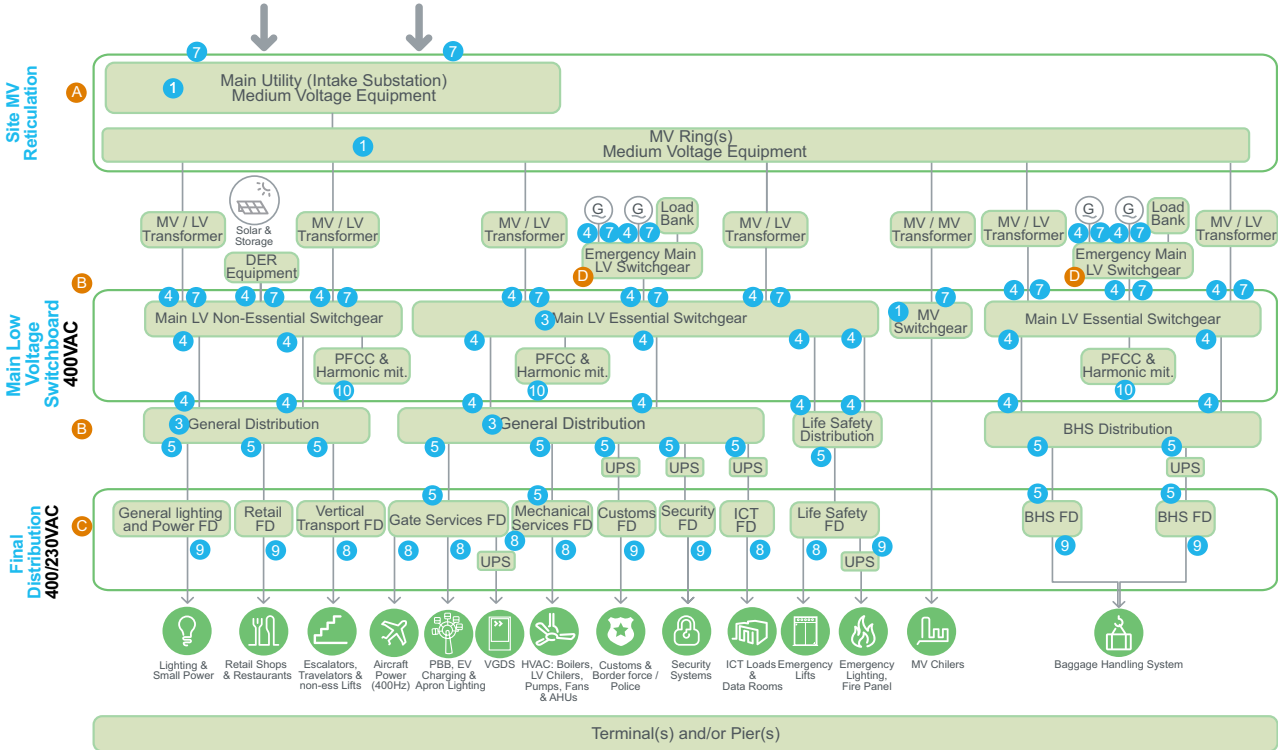 7
7
Main Utility (Intake Substation)
Medium Voltage Equipment
1
A
Site MV
Reticulation
MV Ring(s)
Medium Voltage Equipment
1
MV / LV
Transformer
Solar &
Storage
DER
Equipment
MV / LV
Transformer
MV / LV
Transformer
G
G
Load
Bank
4
7
4
7
Emergency Main
LV Switchgear
D
MV / LV
Transformer
MV / MV
Transformer
MV / LV
Transformer
G
G
Load
Bank
4
7
4
7
Emergency Main
LV Switchgear
D
MV / LV
Transformer
B
Main Low
Voltage
Switchboard
400VAC
4
7
4
7
4
7
Main LV Non-Essential Switchgear
4
7
4
7
4
7
3
Main LV Essential Switchgear
1
7
MV
Switchgear
4
7
4
7
4
7
Main LV Essential Switchgear
4
4
4
4
4
4
4
4
PFCC &
Harmonic mit.
10
PFCC &
Harmonic mit.
10
PFCC &
Harmonic mit.
10
B
4
4
3
General Distribution
5
5
5
4
4
3
General Distribution
5
5
5
5
5
4
4
Life Safety
Distribution
5
4
4
BHS Distribution
5
5
UPS
UPS
UPS
UPS
C
Final
Distribution
400/230VAC
General lighting
and Power FD
9
Retail
FD
9
Vertical
Transport FD
8
5
Gate Services FD
8
8
8
UPS
5
Mechanical
Services FD
8
Customs FD
9
Security
FD
9
ICT
FD
8
Life Safety
FD
8
9
UPS
5
BHS FD
9
5
BHS FD
9
Lighting &
Small Power
Retail Shops
& Restaurants
Escalators,
Travelators &
non-ess Lifts
Aircraft
Power
(400Hz)
PBB, EV
Charging &
Apron Lighting
VGDS
HVAC: Boilers,
LV Chilers,
Pumps, Fans
& AHUs
Customs &
Border force /
Police
Security
Systems
ICT Loads &
Data Rooms
Emergency
Lifts
Emergency
Lighting,
Fire Panel
MV Chilers
Baggage Handling System
Terminal(s) and/or Pier(s)